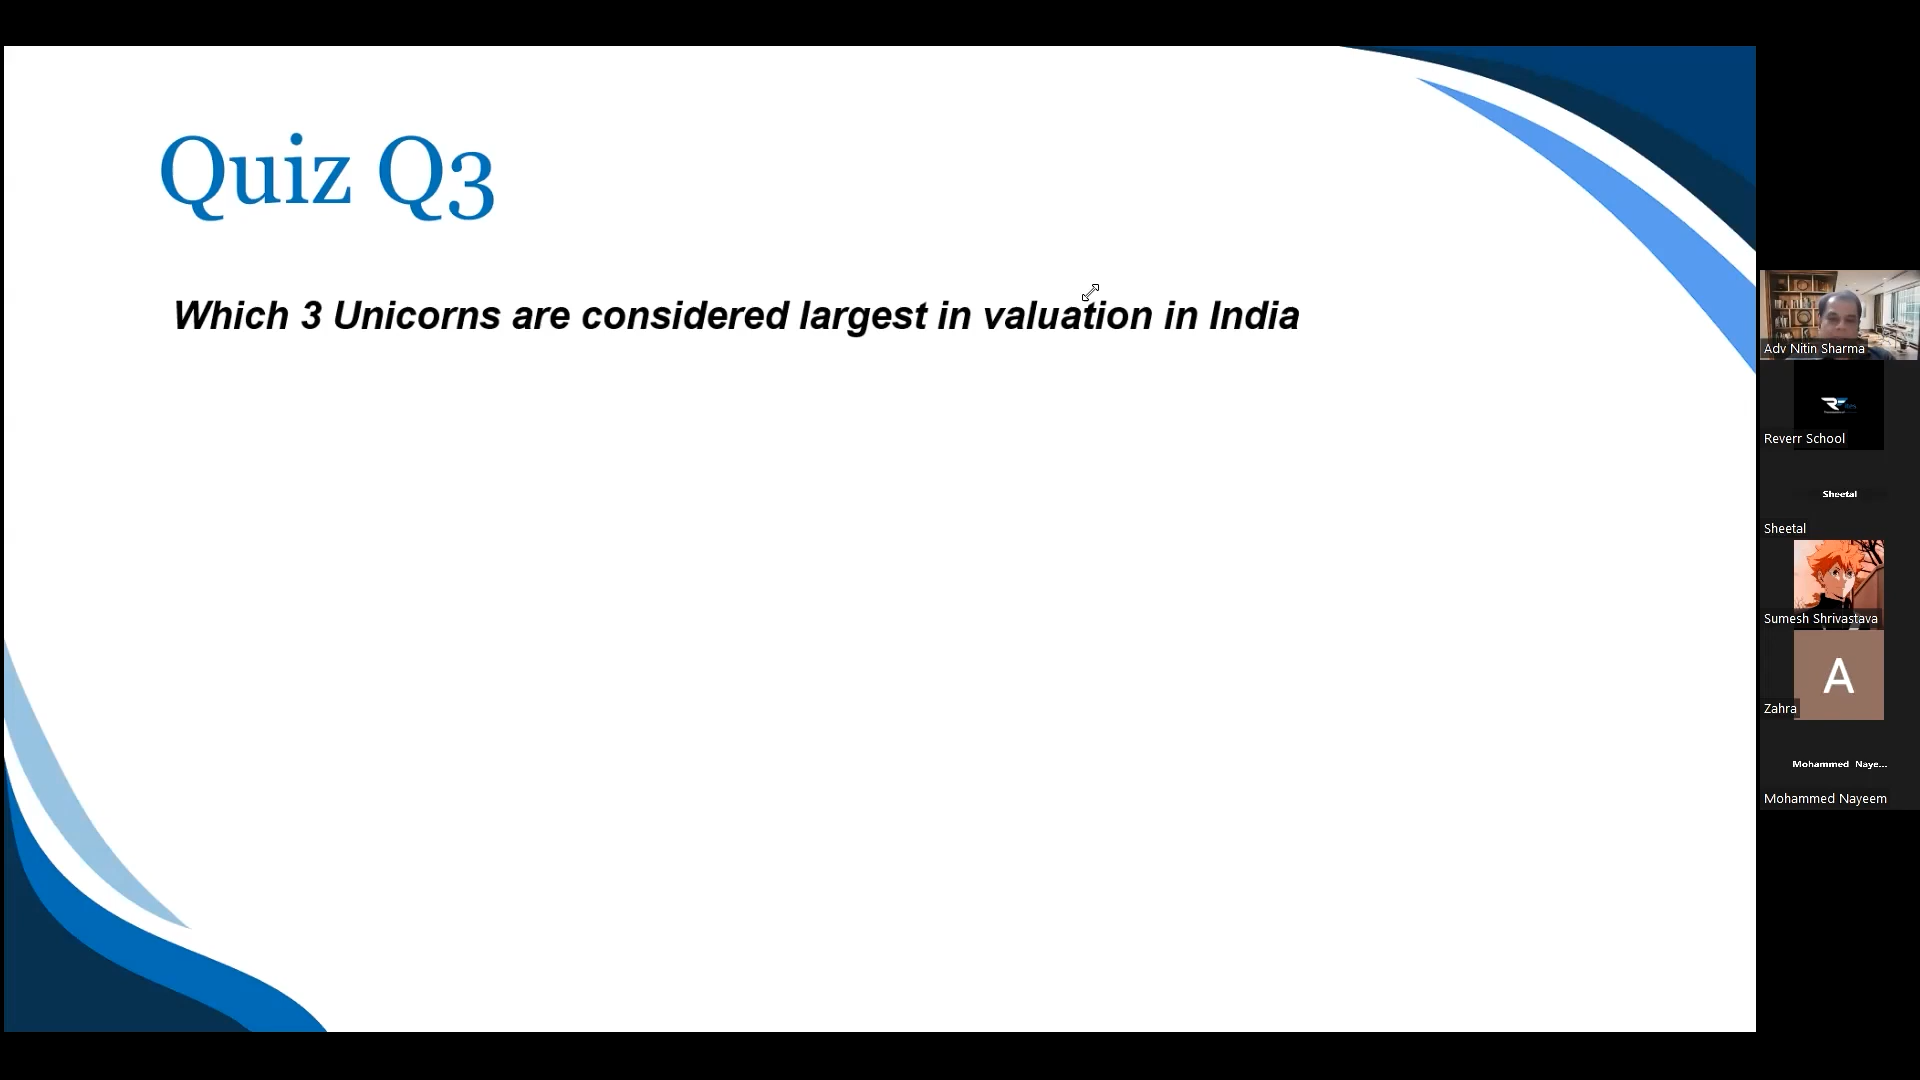 Quiz Q3
Which 3 Unicorns are considered largest in valuation in India
Adv Nitin Sharma
Reverr School
Sheetal
Sheetal
Sumesh Shrivastava
A
Zahra
Mohammed Naye...
Mohammed Nayeem